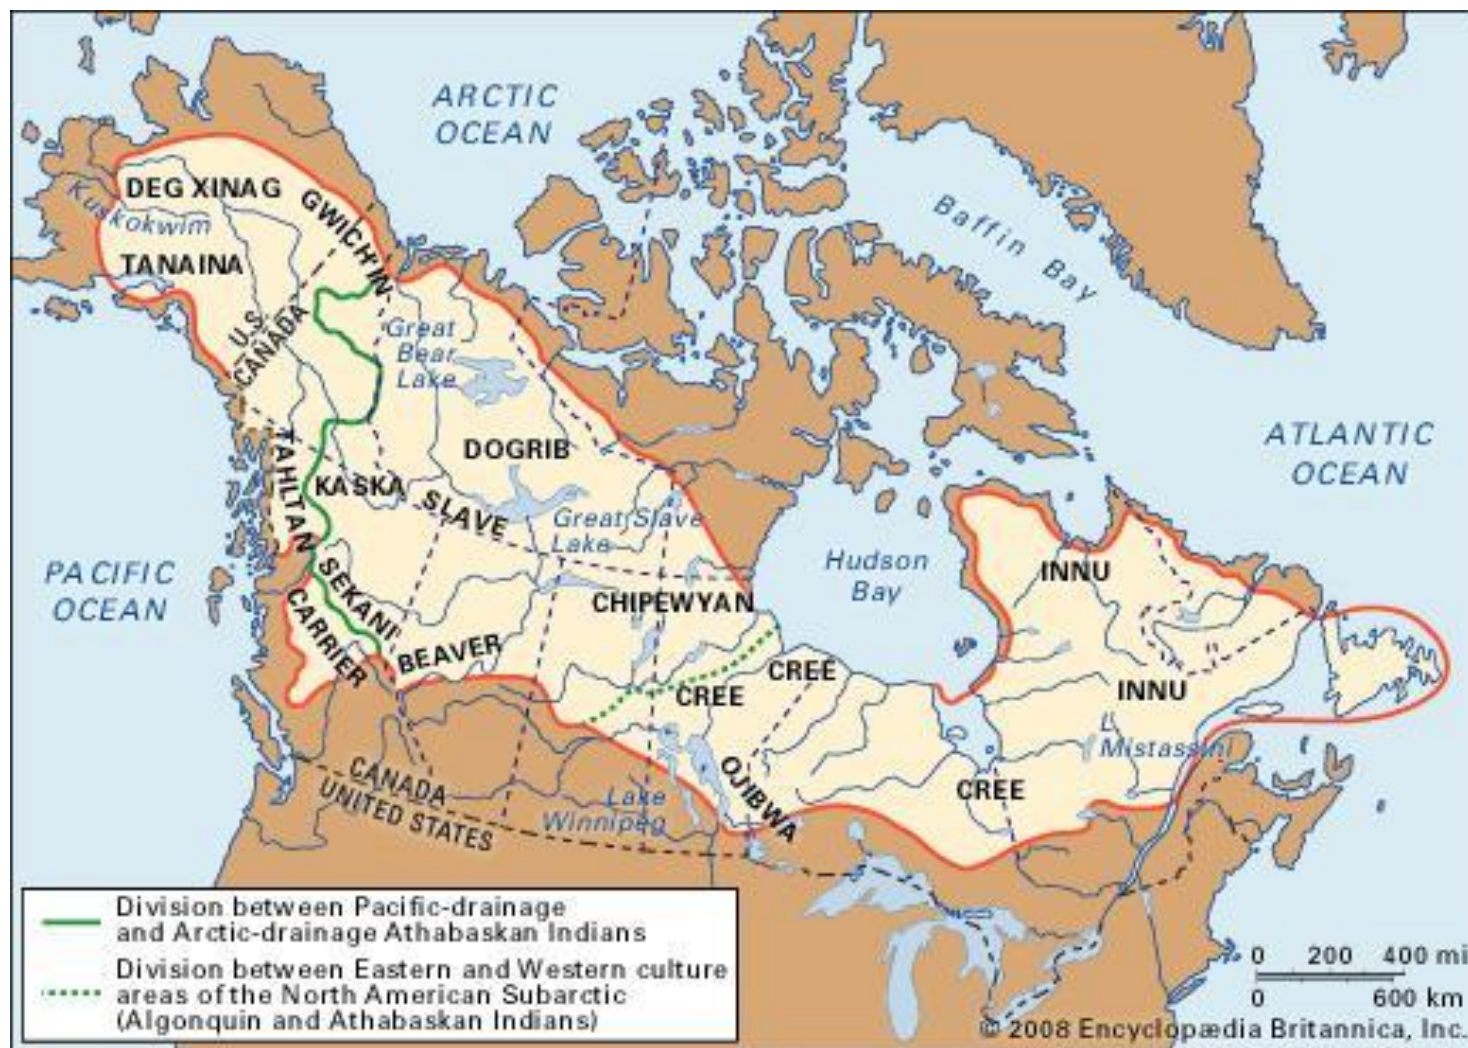 ARCTIC
OCEAN
DEG XINAG
GWICH'IN
Kuskokwim
TANAINA
Baffin Bay
U.S.
CANADA
Great
Bear
Lake
ATLANTIC
OCEAN
DOGRIB
TAHLTAN
KASKA
SLAVE
Great Slave
Lake
Hudson
Bay
INNU
PACIFIC
OCEAN
SEKANI
CARRIER
CHIPEWYAN
BEAVER
CREE
CREE
INNU
L.
Mistassini
OJIBWA
CREE
CANADA
UNITED STATES
Lake
Winnipeg
Division between Pacific-drainage
and Arctic-drainage Athabaskan Indians
Division between Eastern and Western culture
areas of the North American Subarctic
(Algonquin and Athabaskan Indians)
0 200 400 mi
0 600 km
© 2008 Encyclopædia Britannica, Inc.